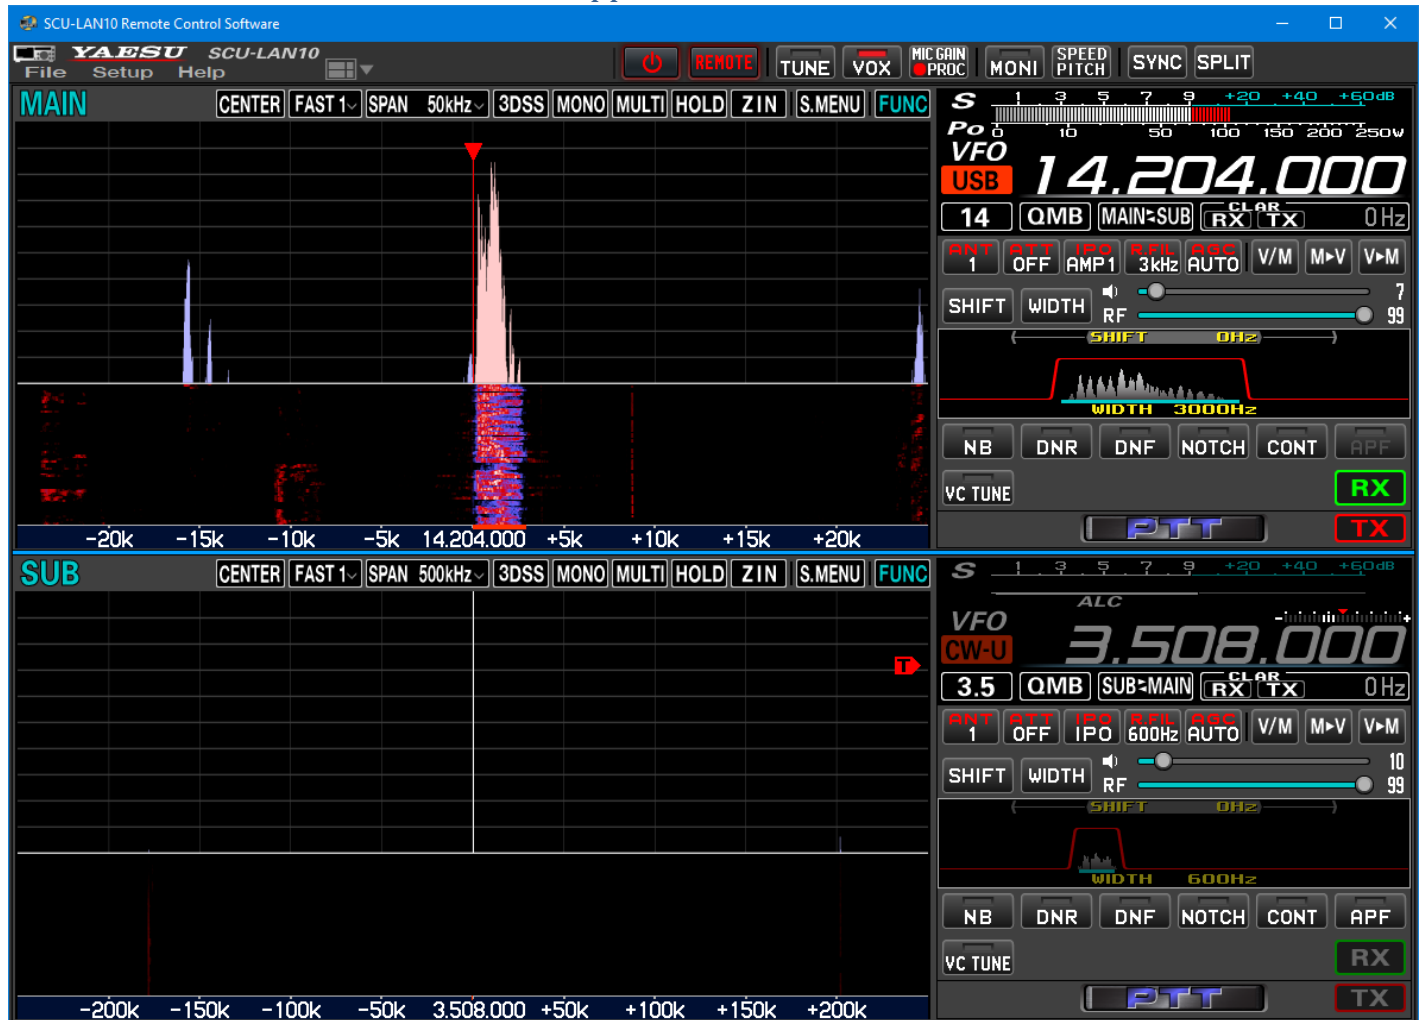 SCU-LAN10 Remote Control Software
YAESU SCU-LAN10
File Setup Help
REMOTE TUNE VOX MIC GAIN PROC MONI SPEED PITCH SYNC SPLIT
MAIN CENTER FAST 1 SPAN 50kHz 3DSS MONO MULTI HOLD ZIN S.MENU FUNC
S 1 3 5 7 9 +20 +40 +60dB
Po 0 10 50 100 150 200 250W
VFO
USB 14.204.000
14 QMB MAIN SUB CLAR RX TX 0Hz
ANT 1 ATT OFF IPO AMP1 R.FIL 3kHz AGC AUTO V/M M►V V►M
SHIFT WIDTH 7
RF 99
SHIFT 0Hz
WIDTH 3000Hz
NB DNR DNF NOTCH CONT APF
VC TUNE RX
PTT TX
-20k -15k -10k -5k 14.204.000 +5k +10k +15k +20k
SUB CENTER FAST 1 SPAN 500kHz 3DSS MONO MULTI HOLD ZIN S.MENU FUNC
S 1 3 5 7 9 +20 +40 +60dB
ALC
VFO - +
CW-U 3.508.000
T
3.5 QMB SUB MAIN CLAR RX TX 0Hz
ANT 1 ATT OFF IPO IPO R.FIL 600Hz AGC AUTO V/M M►V V►M
SHIFT WIDTH 10
RF 99
SHIFT 0Hz
WIDTH 600Hz
NB DNR DNF NOTCH CONT APF
VC TUNE RX
PTT TX
-200k -150k -100k -50k 3.508.000 +50k +100k +150k +200k